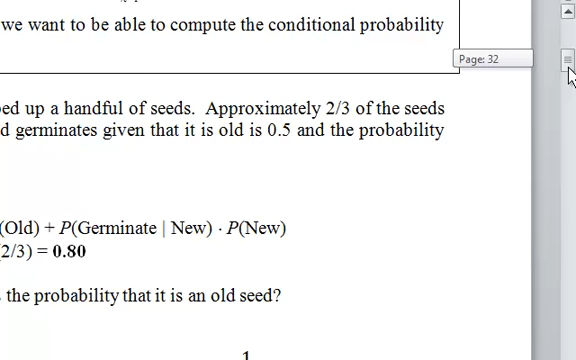 we want to be able to compute the conditional probability
Page: 32
ed up a handful of seeds. Approximately 2/3 of the seeds
d germinates given that it is old is 0.5 and the probability
(Old) + P(Germinate | New) · P(New)
2/3) = 0.80
the probability that it is an old seed?
1